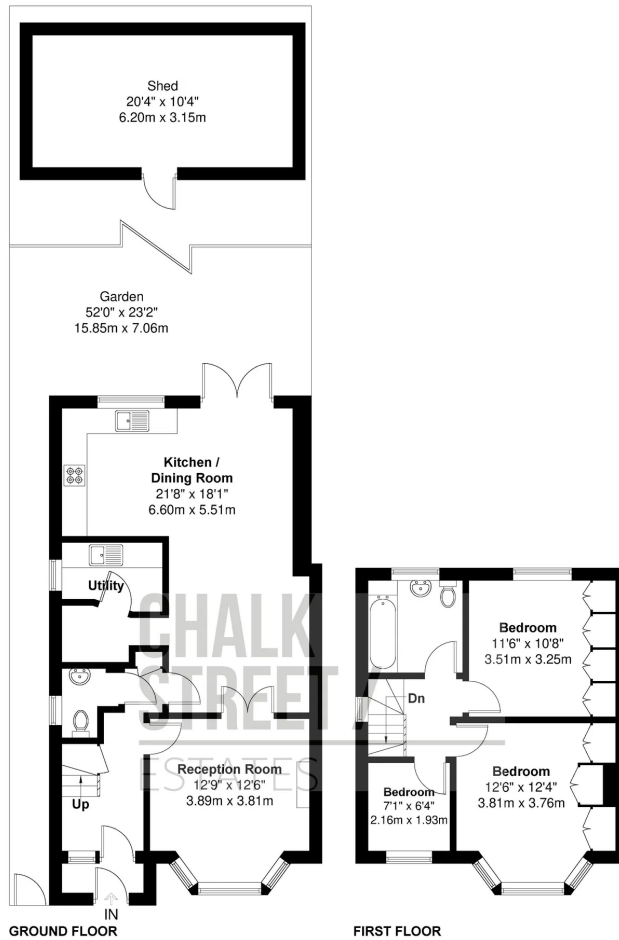 Shed
20'4" x 10'4"
6.20m x 3.15m
Garden
52'0" x 23'2"
15.85m x 7.06m
Kitchen /
Dining Room
21'8" x 18'1"
6.60m x 5.51m
Utility
CHALK
STREET
ESTATES
Reception Room
12'9" x 12'6"
3.89m x 3.81m
Up
IN
GROUND FLOOR
Bedroom
11'6" x 10'8"
3.51m x 3.25m
Dn
Bedroom
12'6" x 12'4"
3.81m x 3.76m
Bedroom
7'1" x 6'4"
2.16m x 1.93m
FIRST FLOOR